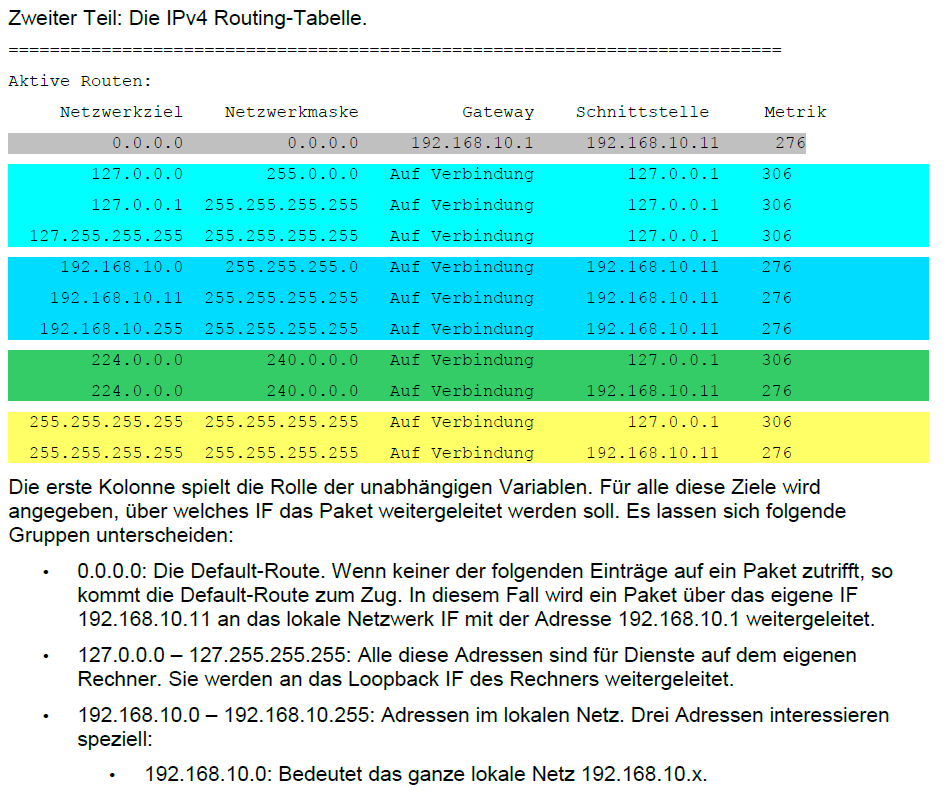 Zweiter Teil: Die IPv4 Routing-Tabelle.
===========================================================================
Aktive Routen:
Netzwerkziel Netzwerkmaske Gateway Schnittstelle Metrik
0.0.0.0 0.0.0.0 192.168.10.1 192.168.10.11 276
127.0.0.0 255.0.0.0 Auf Verbindung 127.0.0.1 306
127.0.0.1 255.255.255.255 Auf Verbindung 127.0.0.1 306
127.255.255.255 255.255.255.255 Auf Verbindung 127.0.0.1 306
192.168.10.0 255.255.255.0 Auf Verbindung 192.168.10.11 276
192.168.10.11 255.255.255.255 Auf Verbindung 192.168.10.11 276
192.168.10.255 255.255.255.255 Auf Verbindung 192.168.10.11 276
224.0.0.0 240.0.0.0 Auf Verbindung 127.0.0.1 306
224.0.0.0 240.0.0.0 Auf Verbindung 192.168.10.11 276
255.255.255.255 255.255.255.255 Auf Verbindung 127.0.0.1 306
255.255.255.255 255.255.255.255 Auf Verbindung 192.168.10.11 276
Die erste Kolonne spielt die Rolle der unabhängigen Variablen. Für alle diese Ziele wird
angegeben, über welches IF das Paket weitergeleitet werden soll. Es lassen sich folgende
Gruppen unterscheiden:
• 0.0.0.0: Die Default-Route. Wenn keiner der folgenden Einträge auf ein Paket zutrifft, so
kommt die Default-Route zum Zug. In diesem Fall wird ein Paket über das eigene IF
192.168.10.11 an das lokale Netzwerk IF mit der Adresse 192.168.10.1 weitergeleitet.
• 127.0.0.0 – 127.255.255.255: Alle diese Adressen sind für Dienste auf dem eigenen
Rechner. Sie werden an das Loopback IF des Rechners weitergeleitet.
• 192.168.10.0 – 192.168.10.255: Adressen im lokalen Netz. Drei Adressen interessieren
speziell:
• 192.168.10.0: Bedeutet das ganze lokale Netz 192.168.10.x.